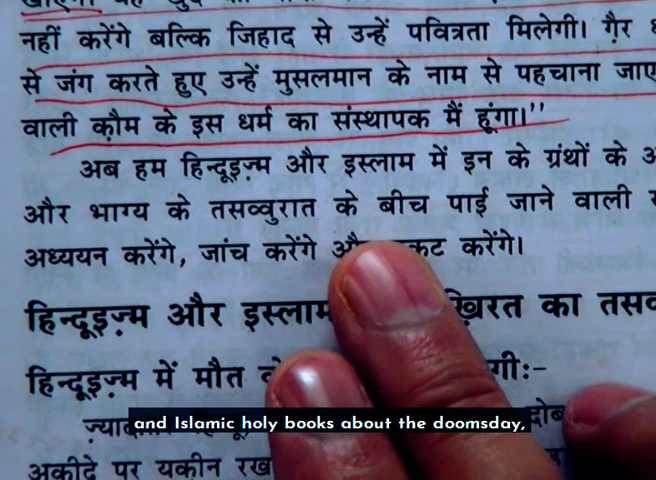 नहीं करेंगे बल्कि जिहाद से उन्हें पवित्रता मिलेगी। ग़ैर
से जंग करते हुए उन्हें मुसलमान के नाम से पहचाना जाए
वाली क़ौम के इस धर्म का संस्थापक मैं हूंगा।''
अब हम हिन्दूइज़्म और इस्लाम में इन के ग्रंथों के
और भाग्य के तसव्वुरात के बीच पाई जाने वाली
अध्ययन करेंगे, जांच करेंगे करेंगे।
हिन्दूइज़्म और इस्लाम का
हिन्दूइज़्म में मौत
and Islamic holy books about the doomsday,
अक़ीदे पर यकीन